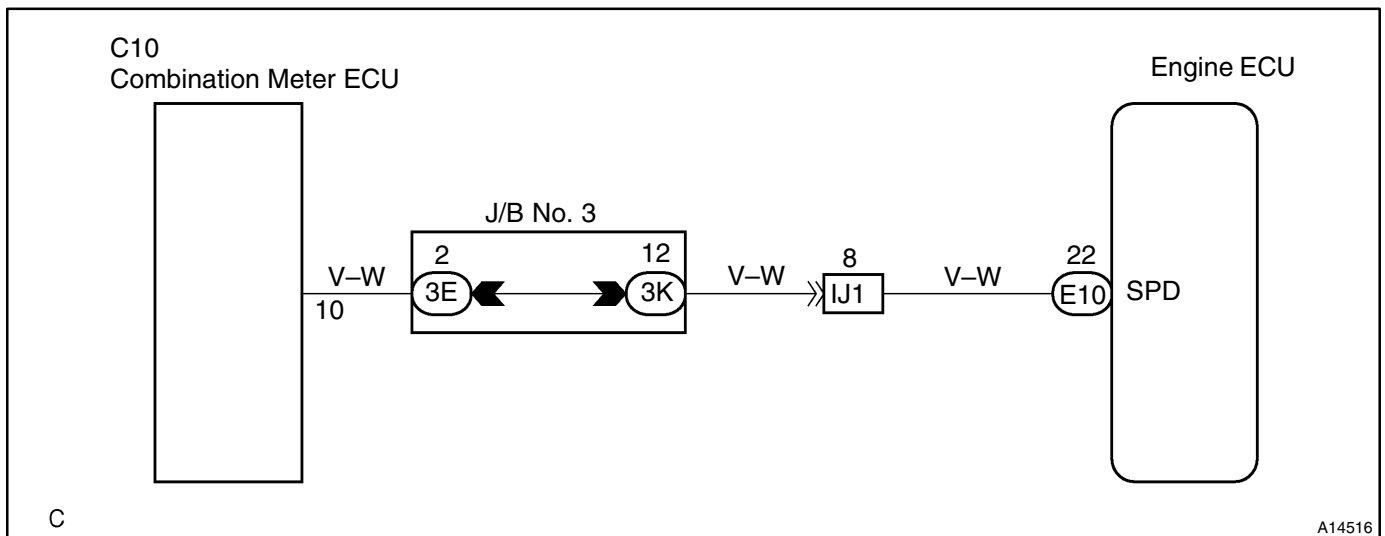 C10
Combination Meter ECU
Engine ECU
J/B No. 3
V–W
10
2
3E
12
3K
V–W
8
IJ1
V–W
22
E10
SPD
C
A14516